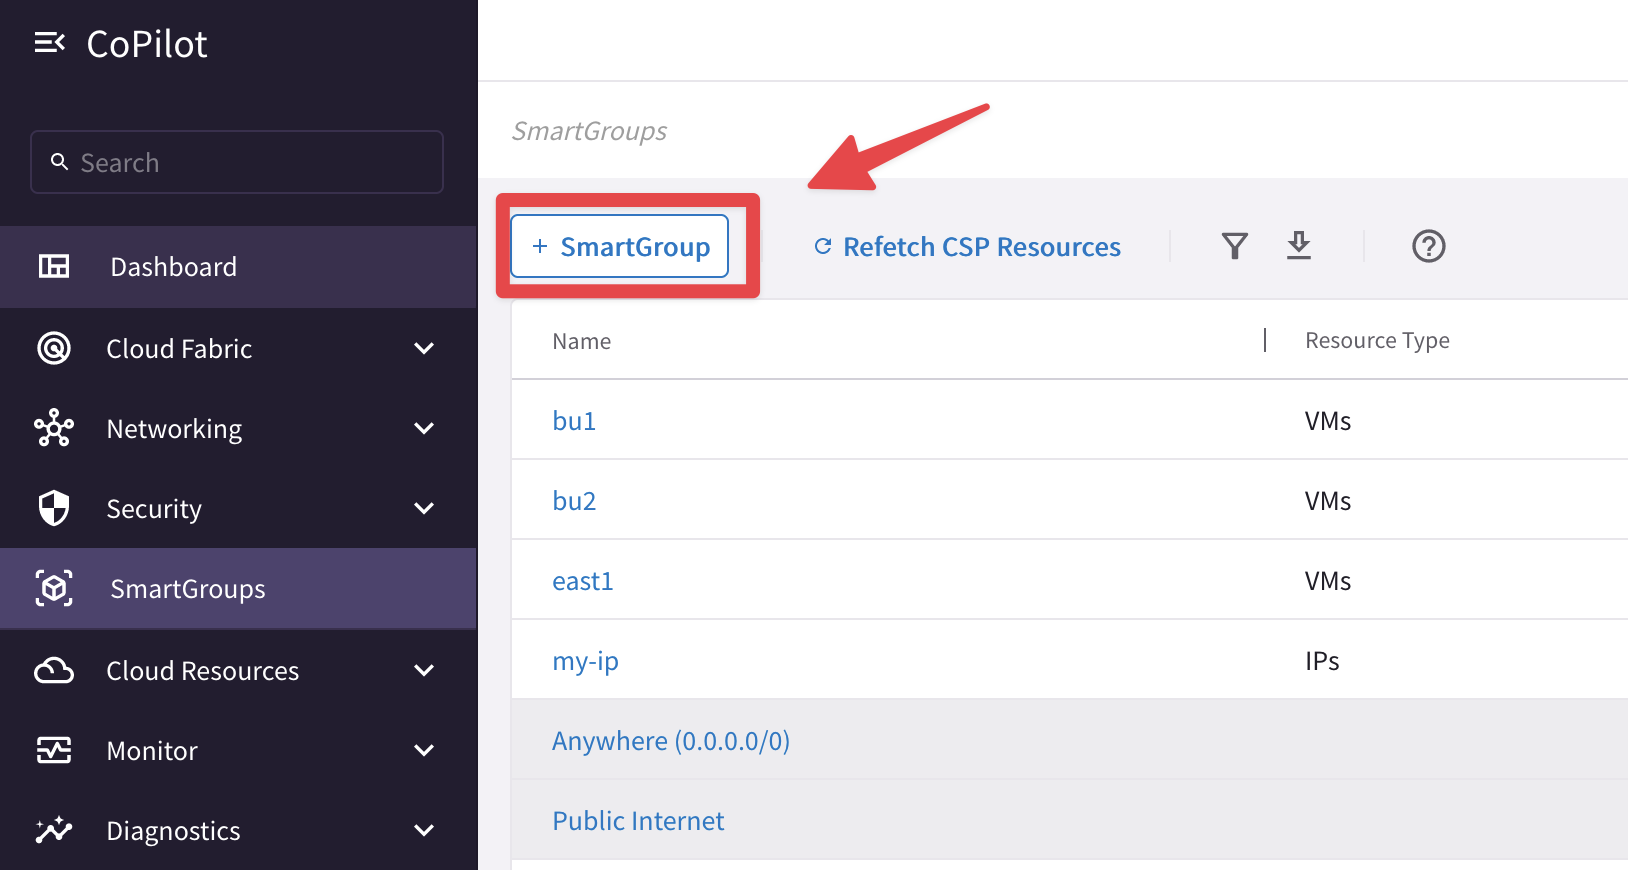 CoPilot
Search
Dashboard
Cloud Fabric
Networking
Security
SmartGroups
Cloud Resources
Monitor
Diagnostics
SmartGroups
+ SmartGroup
Refetch CSP Resources
?
Name
Resource Type
bu1
VMs
bu2
VMs
east1
VMs
my-ip
IPs
Anywhere (0.0.0.0/0)
Public Internet